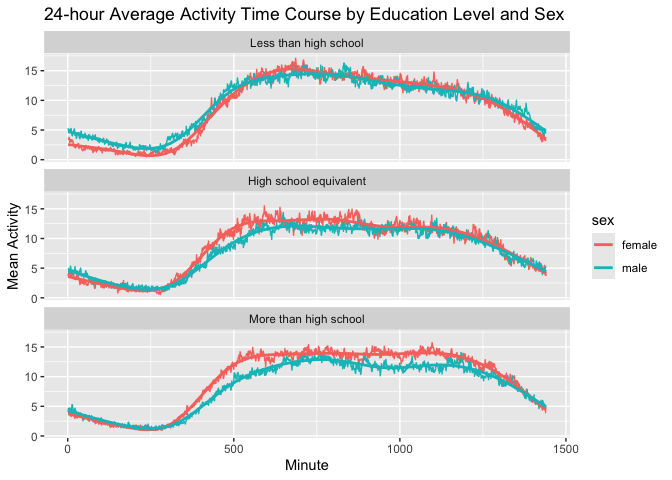 24-hour Average Activity Time Course by Education Level and Sex
Less than high school
15
10
5
0
High school equivalent
15
10
5
0
More than high school
15
10
5
0
0 500 1000 1500
Minute
Mean Activity
sex
female
male